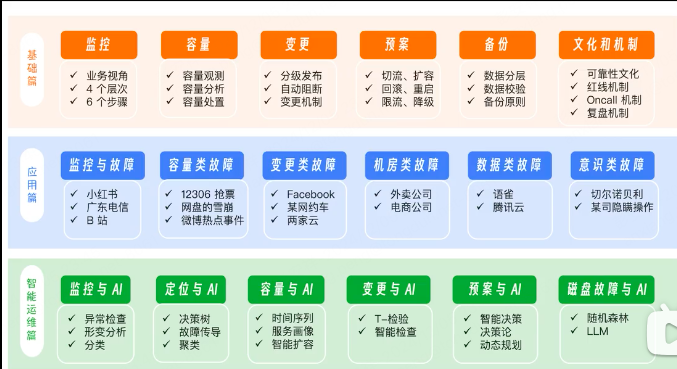 基础篇
监控
容量
变更
预案
备份
文化和机制
✓ 业务视角
✓ 4 个层次
✓ 6 个步骤
✓ 容量观测
✓ 容量分析
✓ 容量处置
✓ 分级发布
✓ 自动阻断
✓ 变更机制
✓ 切流、扩容
✓ 回滚、重启
✓ 限流、降级
✓ 数据分层
✓ 数据校验
✓ 备份原则
✓ 可靠性文化
✓ 红线机制
✓ Oncall 机制
✓ 复盘机制
应用篇
监控与故障
容量类故障
变更类故障
机房类故障
数据类故障
意识类故障
✓ 小红书
✓ 广东电信
✓ B 站
✓ 12306 抢票
✓ 网盘的雪崩
✓ 微博热点事件
✓ Facebook
✓ 某网约车
✓ 两家云
✓ 外卖公司
✓ 电商公司
✓ 语雀
✓ 腾讯云
✓ 切尔诺贝利
✓ 某司隐瞒操作
智能运维篇
监控与 AI
定位与 AI
容量与 AI
变更与 AI
预案与 AI
磁盘故障与 AI
✓ 异常检查
✓ 形变分析
✓ 分类
✓ 决策树
✓ 故障传导
✓ 聚类
✓ 时间序列
✓ 服务画像
✓ 智能扩容
✓ T-检验
✓ 智能检查
✓ 智能决策
✓ 决策论
✓ 动态规划
✓ 随机森林
✓ LLM